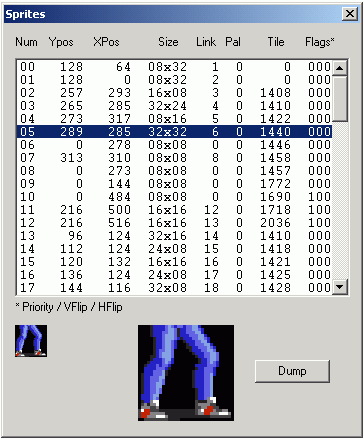 Sprites
Num Ypos XPos Size Link Pal Tile Flags*
00 128 64 08x32 1 0 0 000
01 128 0 08x32 2 0 0 000
02 257 293 16x08 3 0 1408 000
03 265 285 32x24 4 0 1410 000
04 273 317 08x16 5 0 1422 000
05 289 285 32x32 6 0 1440 000
06 0 278 08x08 0 0 1446 000
07 313 310 08x08 8 0 1458 000
08 0 273 08x08 0 0 1457 000
09 0 144 08x08 0 0 1772 000
10 0 484 08x08 0 0 1690 100
11 216 500 16x16 12 0 1718 100
12 216 516 16x16 13 0 2036 100
13 96 124 32x16 14 0 1410 000
14 112 124 24x08 15 0 1418 000
15 120 132 16x16 16 0 1421 000
16 136 124 24x08 17 0 1425 000
17 144 116 32x08 18 0 1428 000
* Priority / VFlip / HFlip
Dump